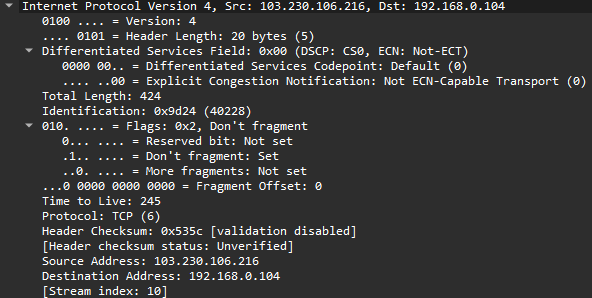 Internet Protocol Version 4, Src: 103.230.106.216, Dst: 192.168.0.104
0100 .... = Version: 4
.... 0101 = Header Length: 20 bytes (5)
Differentiated Services Field: 0x00 (DSCP: CS0, ECN: Not-ECT)
0000 00.. = Differentiated Services Codepoint: Default (0)
.... ..00 = Explicit Congestion Notification: Not ECN-Capable Transport (0)
Total Length: 424
Identification: 0x9d24 (40228)
010. .... = Flags: 0x2, Don't fragment
0... .... = Reserved bit: Not set
.1.. .... = Don't fragment: Set
..0. .... = More fragments: Not set
...0 0000 0000 0000 = Fragment Offset: 0
Time to Live: 245
Protocol: TCP (6)
Header Checksum: 0x535c [validation disabled]
[Header checksum status: Unverified]
Source Address: 103.230.106.216
Destination Address: 192.168.0.104
[Stream index: 10]